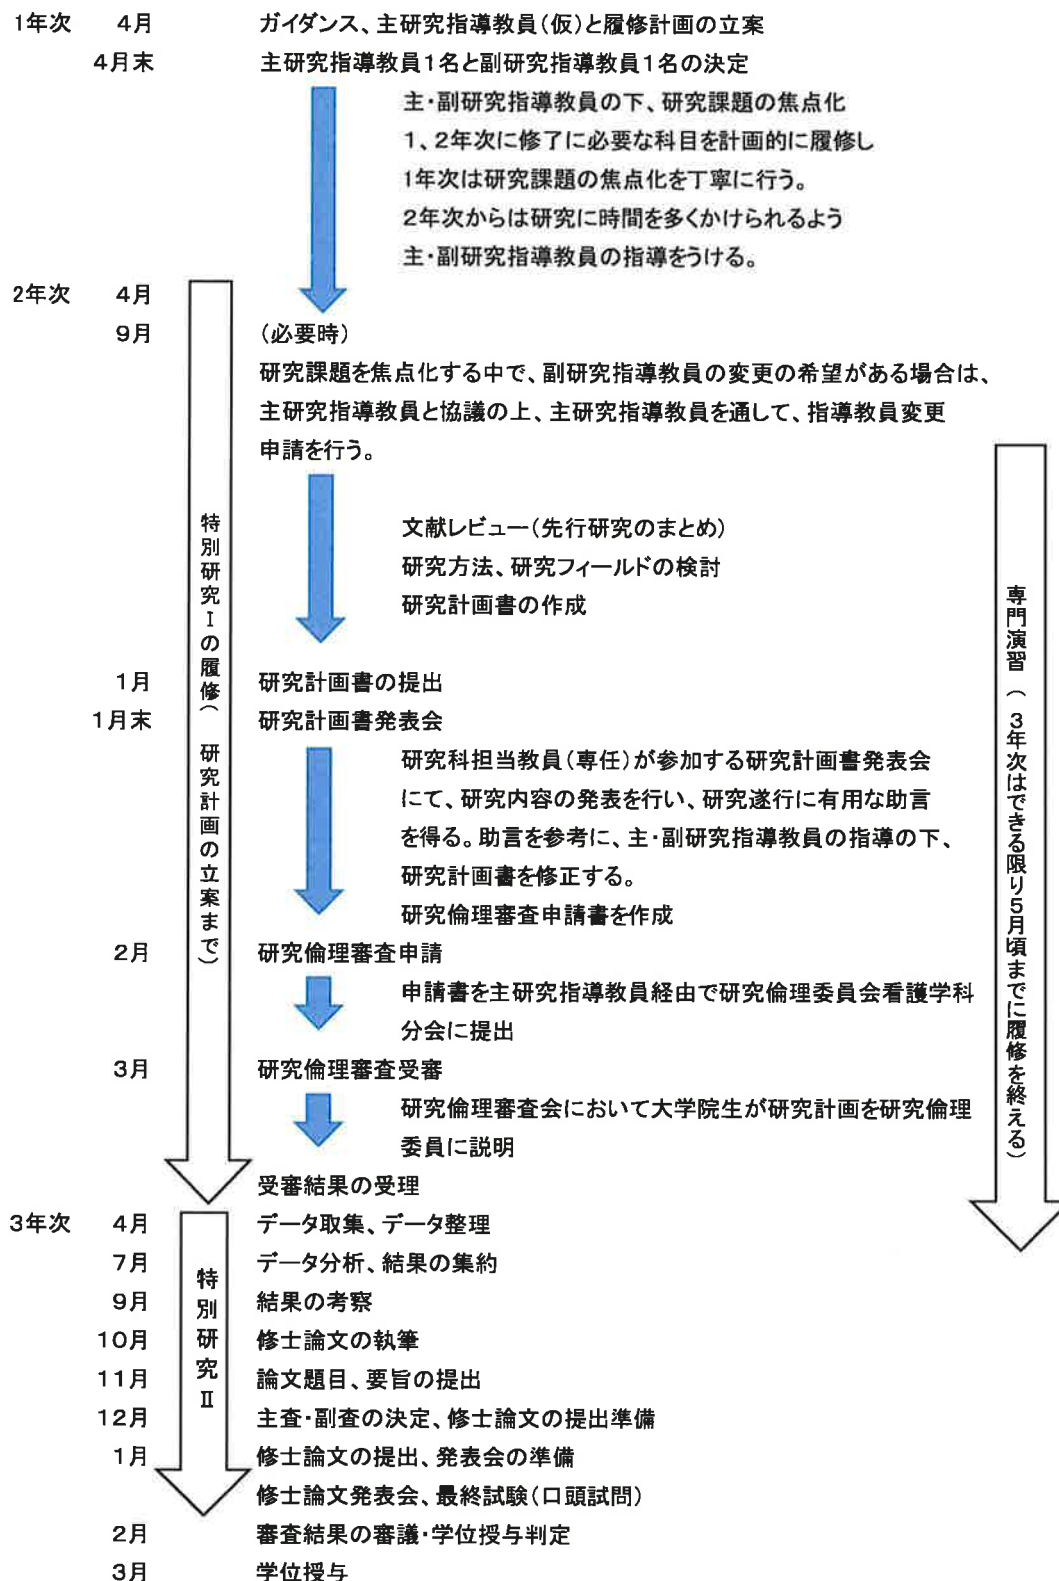 1年次 4月 ガイダンス、主研究指導教員(仮)と履修計画の立案
4月末 主研究指導教員1名と副研究指導教員1名の決定
主・副研究指導教員の下、研究課題の焦点化
1、2年次に修了に必要な科目を計画的に履修し
1年次は研究課題の焦点化を丁寧に行う。
2年次からは研究に時間を多くかけられるよう
主・副研究指導教員の指導をうける。
2年次 4月
9月 (必要時)
研究課題を焦点化する中で、副研究指導教員の変更の希望がある場合は、
主研究指導教員と協議の上、主研究指導教員を通して、指導教員変更
申請を行う。
文献レビュー(先行研究のまとめ)
研究方法、研究フィールドの検討
研究計画書の作成
1月 研究計画書の提出
1月末 研究計画書発表会
研究科担当教員(専任)が参加する研究計画書発表会
にて、研究内容の発表を行い、研究遂行に有用な助言
を得る。助言を参考に、主・副研究指導教員の指導の下、
研究計画書を修正する。
研究倫理審査申請書を作成
2月 研究倫理審査申請
申請書を主研究指導教員経由で研究倫理委員会看護学科
分会に提出
3月 研究倫理審査受審
研究倫理審査会において大学院生が研究計画を研究倫理
委員に説明
受審結果の受理
特別研究Ⅰの履修(研究計画の立案まで)
専門演習(3年次はできる限り5月頃までに履修を終える)
3年次 4月 データ取集、データ整理
7月 データ分析、結果の集約
9月 結果の考察
10月 修士論文の執筆
11月 論文題目、要旨の提出
12月 主査・副査の決定、修士論文の提出準備
1月 修士論文の提出、発表会の準備
修士論文発表会、最終試験(口頭試問)
2月 審査結果の審議・学位授与判定
3月 学位授与
特別研究Ⅱ